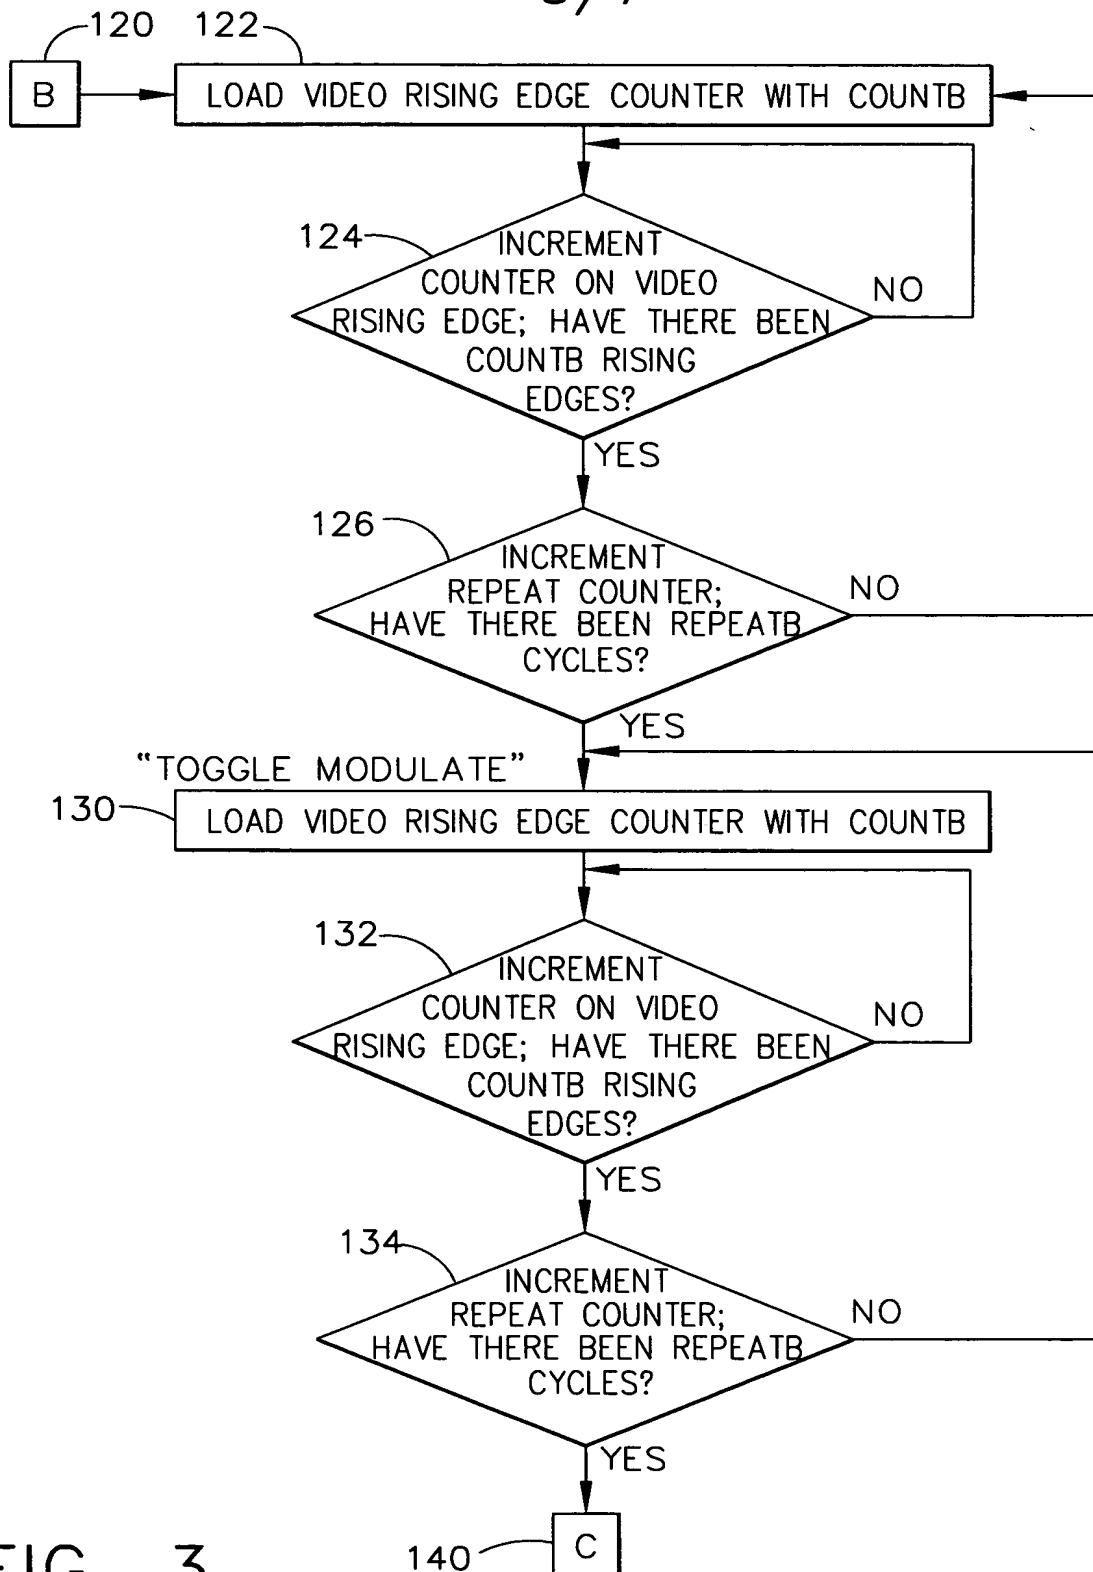 120 122
B
LOAD VIDEO RISING EDGE COUNTER WITH COUNTB
124
INCREMENT
COUNTER ON VIDEO
RISING EDGE; HAVE THERE BEEN
COUNTB RISING
EDGES?
NO
YES
126
INCREMENT
REPEAT COUNTER;
HAVE THERE BEEN REPEATB
CYCLES?
NO
YES
"TOGGLE MODULATE"
130
LOAD VIDEO RISING EDGE COUNTER WITH COUNTB
132
INCREMENT
COUNTER ON VIDEO
RISING EDGE; HAVE THERE BEEN
COUNTB RISING
EDGES?
NO
YES
134
INCREMENT
REPEAT COUNTER;
HAVE THERE BEEN REPEATB
CYCLES?
NO
YES
140
C
FIG. 3